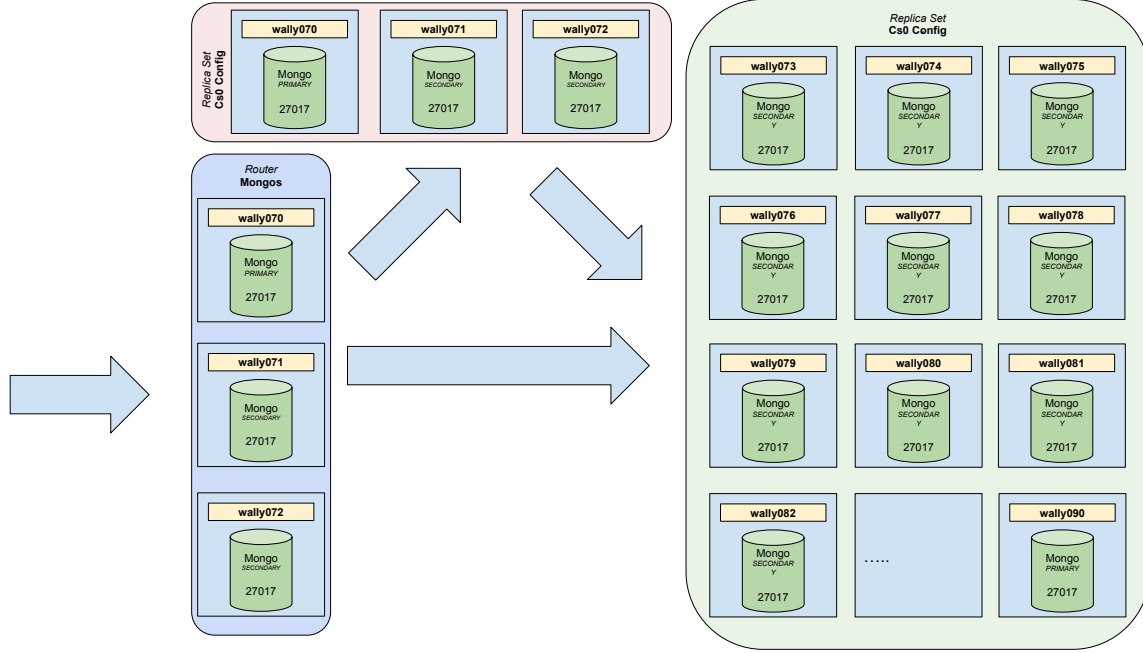 Replica Set
Cs0 Config
wally070
Mongo
PRIMARY
27017
wally071
Mongo
SECONDARY
27017
wally072
Mongo
SECONDARY
27017
Router
Mongos
wally070
Mongo
PRIMARY
27017
wally071
Mongo
SECONDARY
27017
wally072
Mongo
SECONDARY
27017
Replica Set
Cs0 Config
wally073
Mongo
SECONDAR
Y
27017
wally074
Mongo
SECONDAR
Y
27017
wally075
Mongo
SECONDAR
Y
27017
wally076
Mongo
SECONDAR
Y
27017
wally077
Mongo
SECONDAR
Y
27017
wally078
Mongo
SECONDAR
Y
27017
wally079
Mongo
SECONDAR
Y
27017
wally080
Mongo
SECONDAR
Y
27017
wally081
Mongo
SECONDAR
Y
27017
wally082
Mongo
SECONDAR
Y
27017
.....
wally090
Mongo
PRIMARY
27017